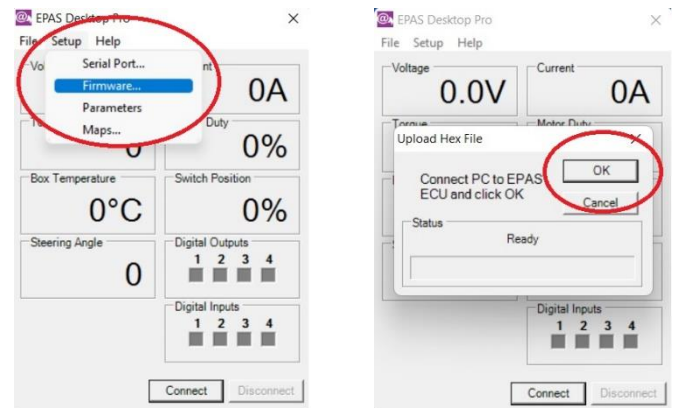 EPAS Desktop Pro
File Setup Help
Serial Port...
Firmware...
Parameters
Maps...
0A
Duty
0
0%
Box Temperature
Switch Position
0°C
0%
Steering Angle
Digital Outputs
0
1 2 3 4
Digital Inputs
1 2 3 4
Connect
Disconnect
EPAS Desktop Pro
File Setup Help
Voltage
Current
0.0V
0A
Torque
Motor Duty
Upload Hex File
Connect PC to EPAS
ECU and click OK
OK
Cancel
Status
Ready
Digital Inputs
1 2 3 4
Connect
Disconnect